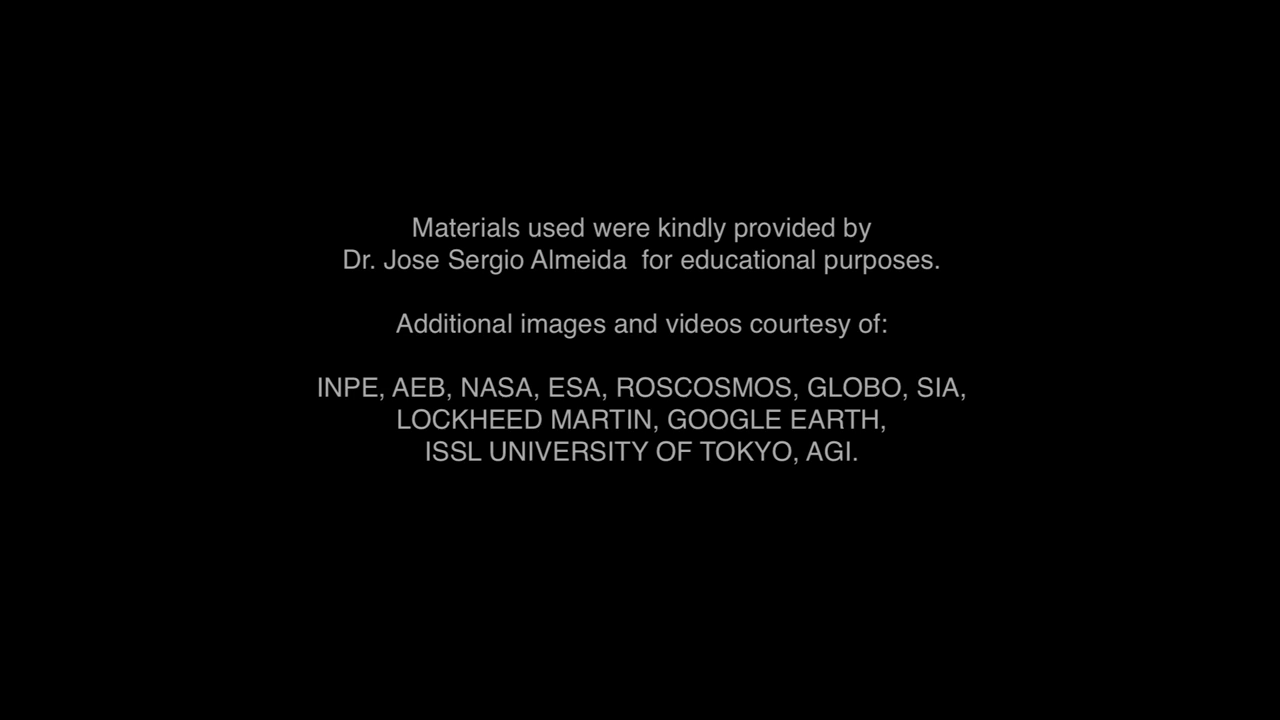 Materials used were kindly provided by
Dr. Jose Sergio Almeida  for educational purposes.
Additional images and videos courtesy of:
INPE, AEB, NASA, ESA, ROSCOSMOS, GLOBO, SIA,
LOCKHEED MARTIN, GOOGLE EARTH,
ISSL UNIVERSITY OF TOKYO, AGI.